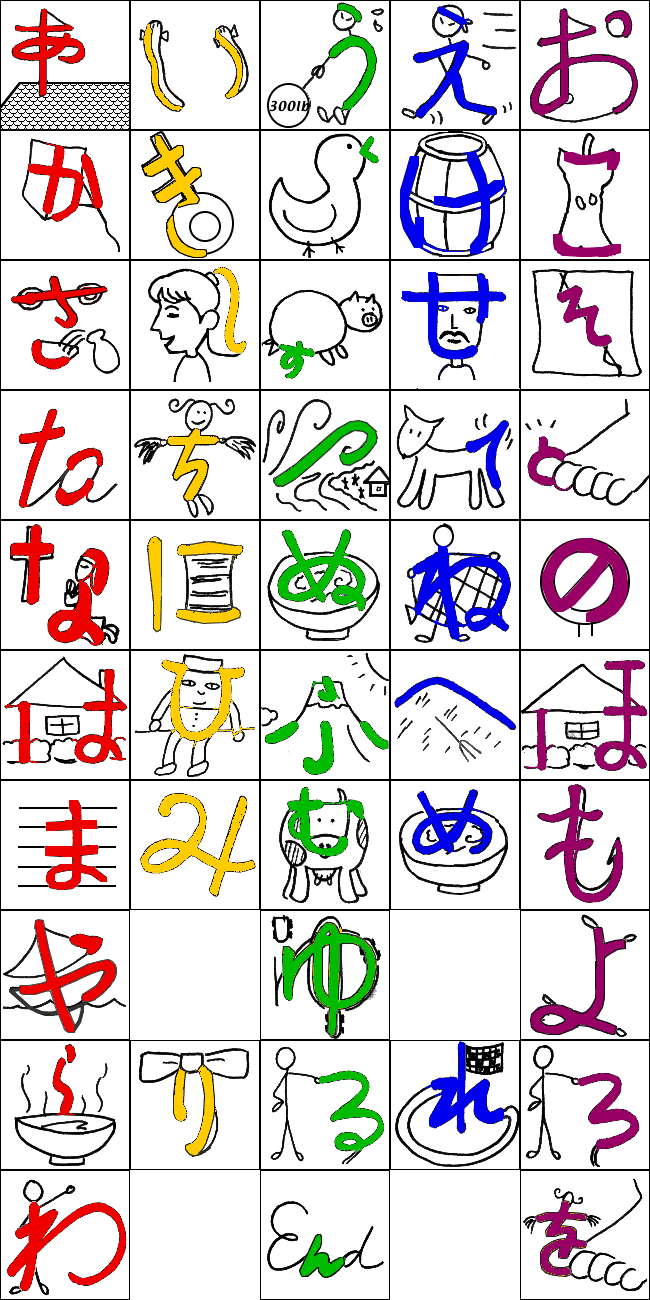 あ い う え お
300lb
か き く け こ
さ し す せ そ
た ち つ て と
な に ぬ ね の
は ひ ふ へ ほ
ま み む め も
や ゆ よ
ら り る れ ろ
わ End を